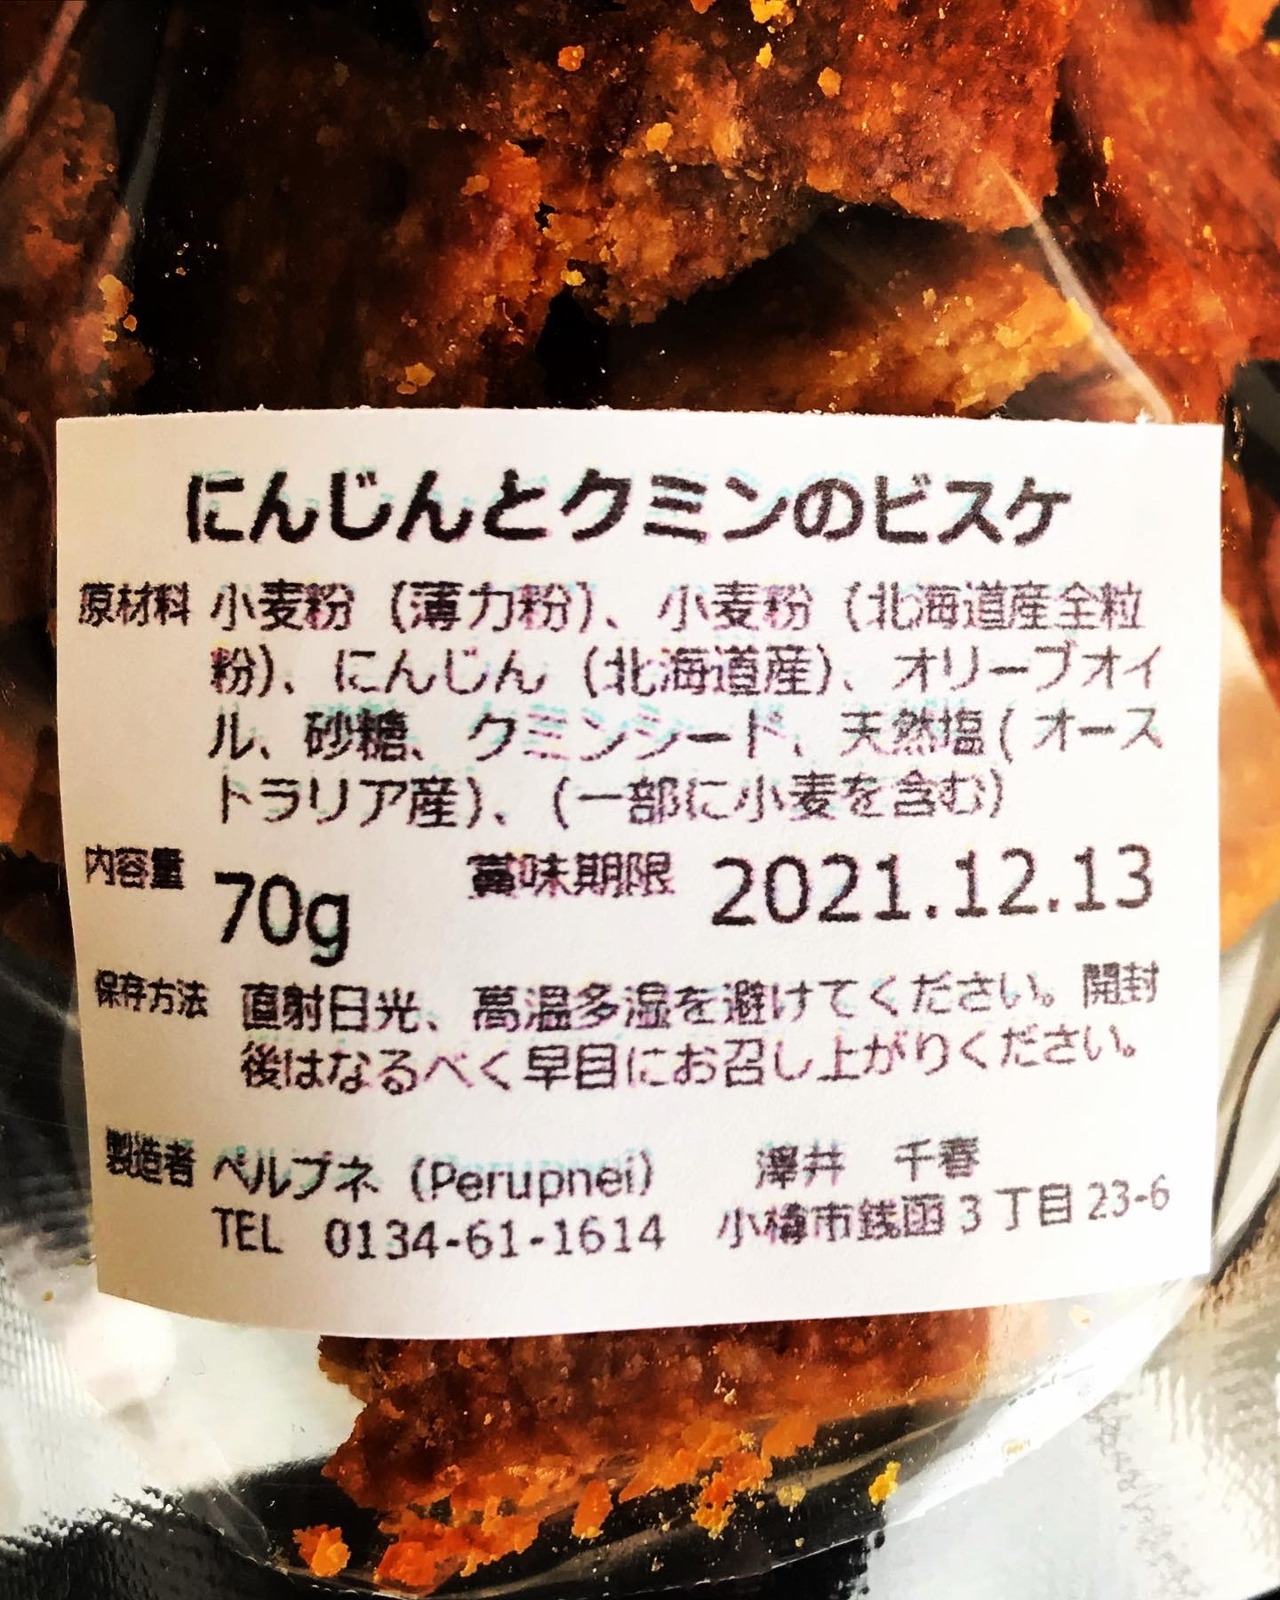 にんじんとクミンのビスケ
原材料 小麦粉（薄力粉）、小麦粉（北海道産全粒
粉）、にんじん（北海道産）、オリーブオイ
ル、砂糖、クミンシード、天然塩( オース
トラリア産）、（一部に小麦を含む）
内容量 70g 賞味期限 2021.12.13
保存方法 直射日光、高温多湿を避けてください。開封
後はなるべく早目にお召し上がりください。
製造者 ペルプネ（Perupnei） 澤井 千春
TEL 0134-61-1614 小樽市銭函３丁目23-6